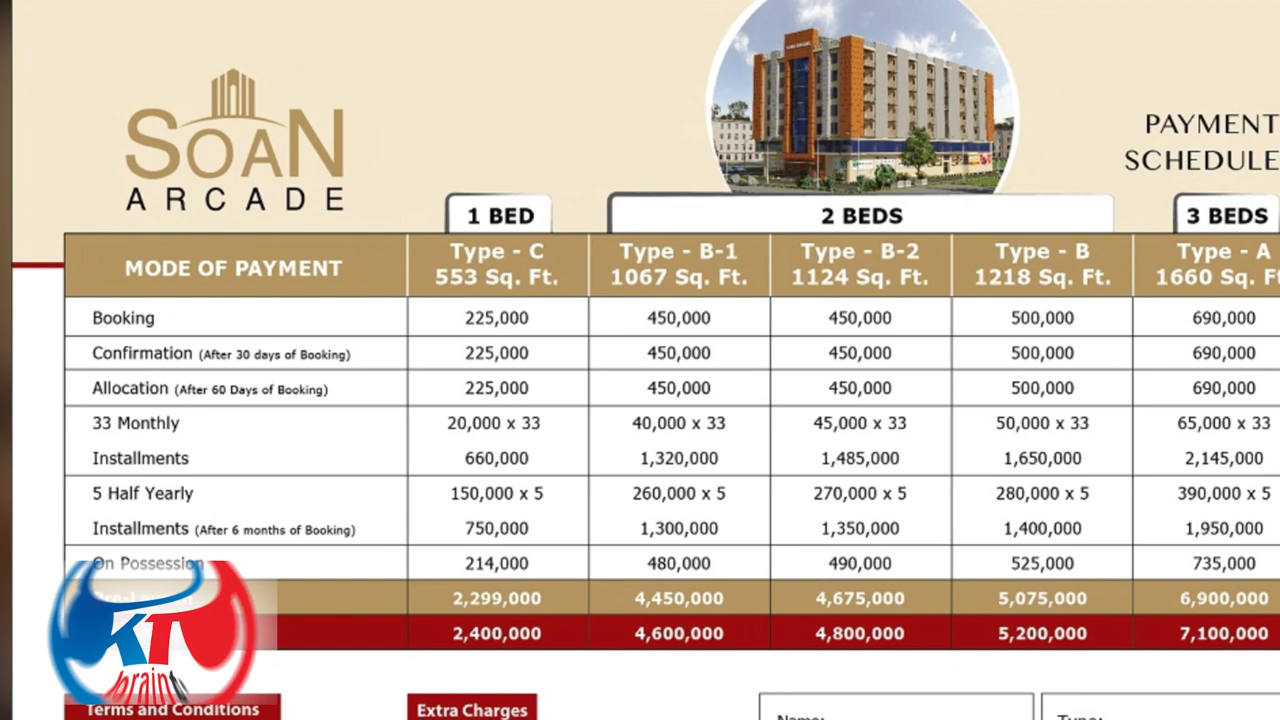 SOAN
ARCADE
PAYMENT
SCHEDULE
1 BED 2 BEDS 3 BEDS
MODE OF PAYMENT Type - C Type - B-1 Type - B-2 Type - B Type - A
553 Sq. Ft. 1067 Sq. Ft. 1124 Sq. Ft. 1218 Sq. Ft. 1660 Sq.
Booking 225,000 450,000 450,000 500,000 690,000
Confirmation (After 30 days of Booking) 225,000 450,000 450,000 500,000 690,000
Allocation (After 60 Days of Booking) 225,000 450,000 450,000 500,000 690,000
33 Monthly 20,000 x 33 40,000 x 33 45,000 x 33 50,000 x 33 65,000 x 33
Installments 660,000 1,320,000 1,485,000 1,650,000 2,145,000
5 Half Yearly 150,000 x 5 260,000 x 5 270,000 x 5 280,000 x 5 390,000 x 5
Installments (After 6 months of Booking) 750,000 1,300,000 1,350,000 1,400,000 1,950,000
On Possession 214,000 480,000 490,000 525,000 735,000
2,299,000 4,450,000 4,675,000 5,075,000 6,900,000
2,400,000 4,600,000 4,800,000 5,200,000 7,100,000
KT
Terms and Conditions Extra Charges Name: Type: